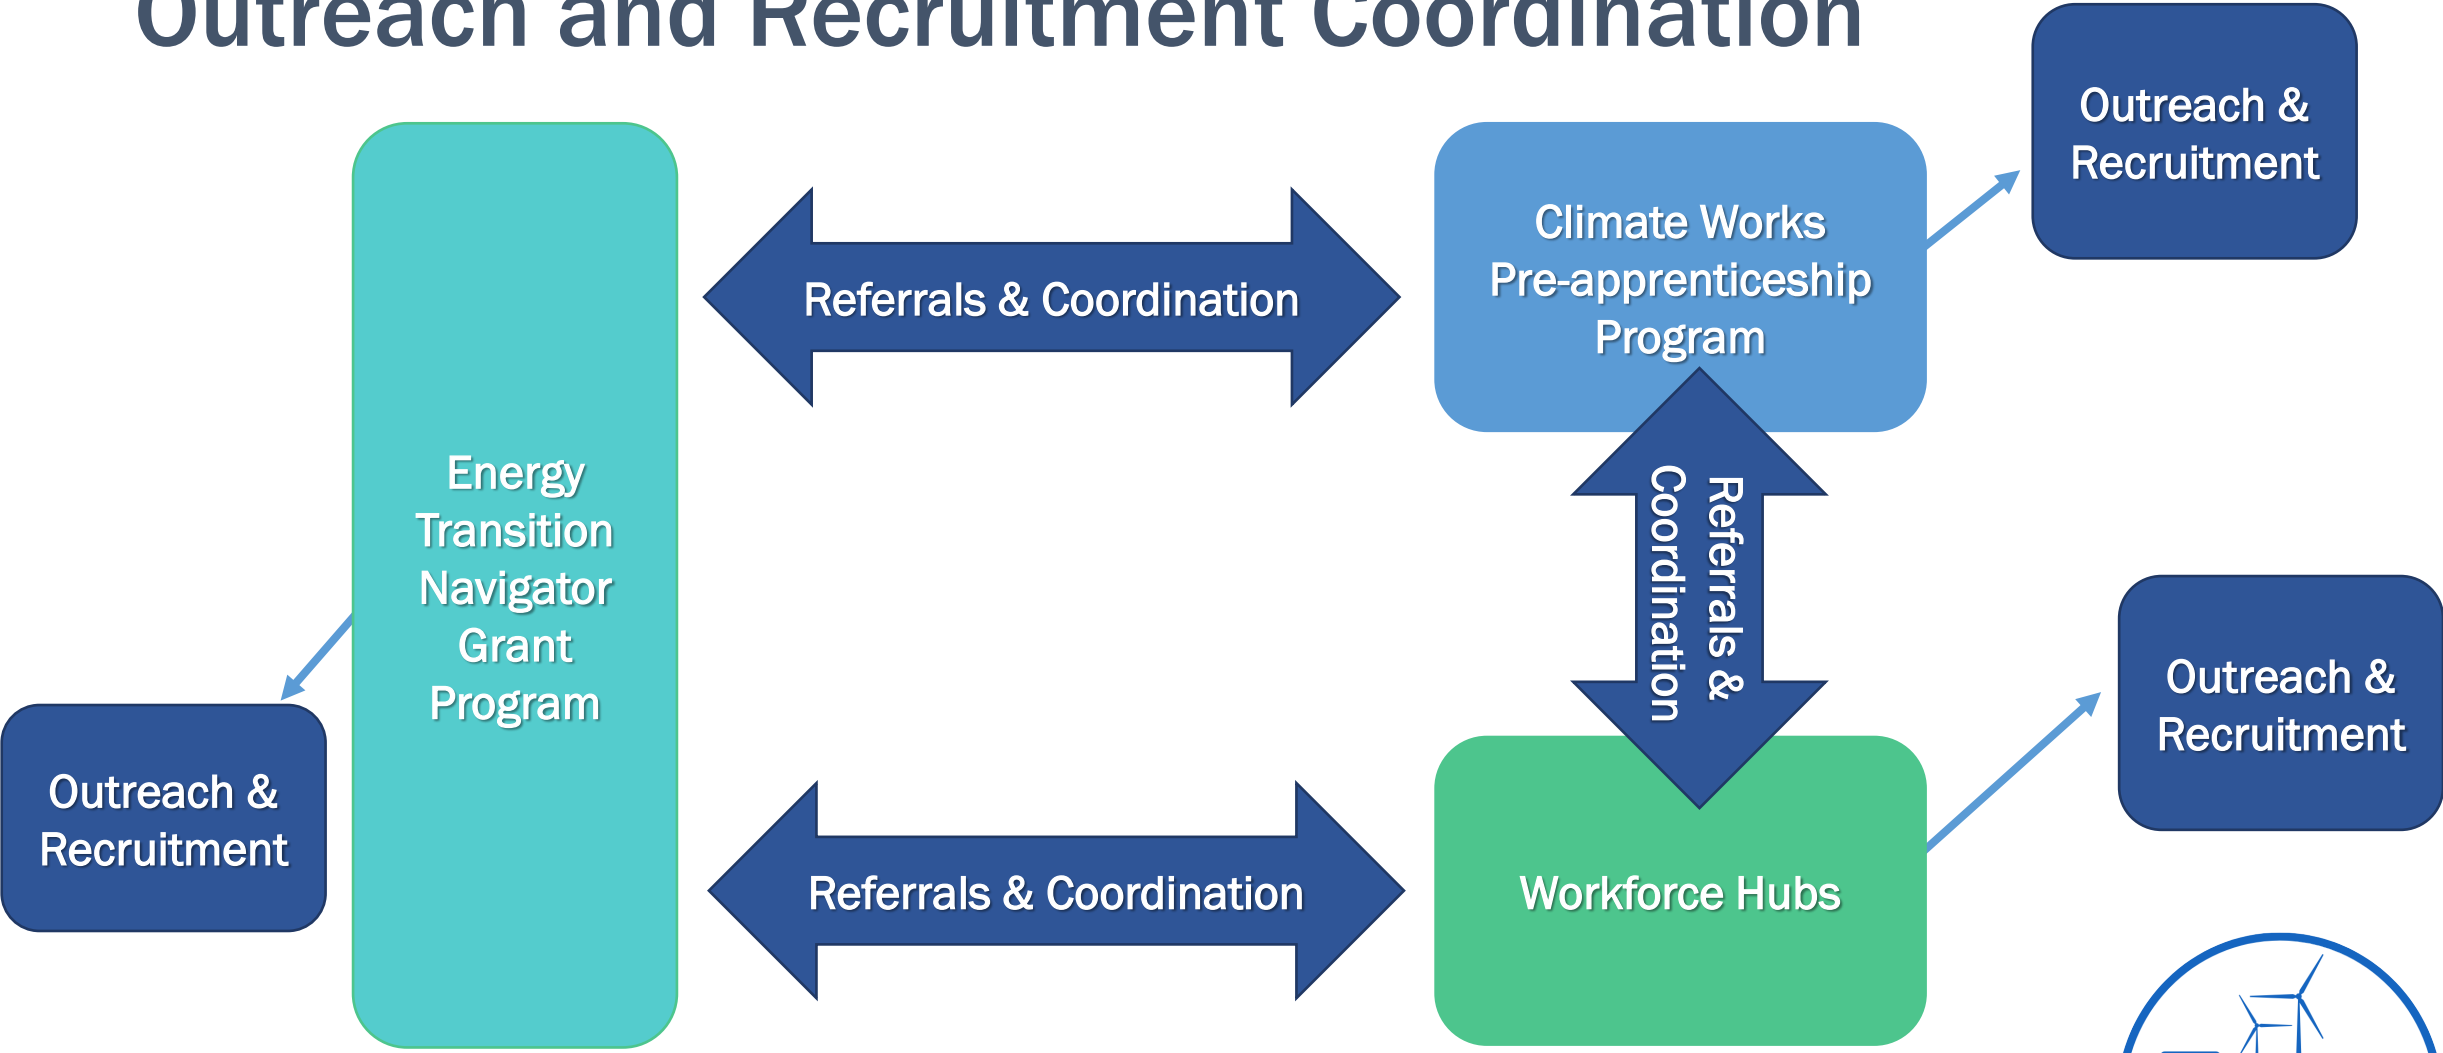 Outreach and Recruitment Coordination
Outreach &
Recruitment
Climate Works
Pre-apprenticeship
Program
Referrals & Coordination
Energy
Transition
Navigator
Grant
Program
Referrals &
Coordination
Outreach &
Recruitment
Outreach &
Recruitment
Referrals & Coordination
Workforce Hubs